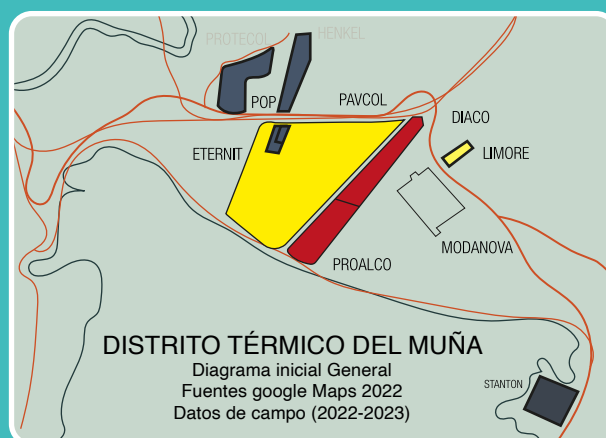 PROTECOL
HENKEL
POP
PAVCOL
DIACO
ETERNIT
LIMORE
MODANOVA
PROALCO
DISTRITO TÉRMICO DEL MUÑA
Diagrama inicial General
Fuentes google Maps 2022
Datos de campo (2022-2023)
STANTON